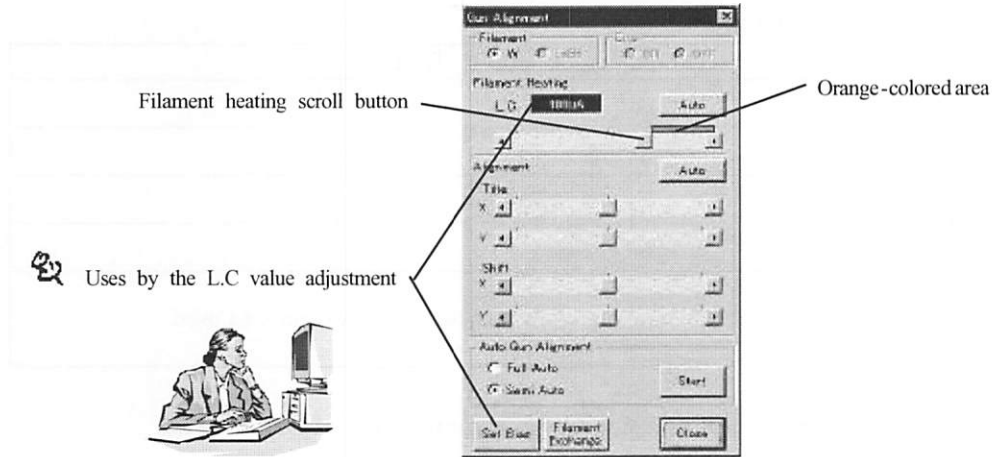 Gun Alignment
Filament
W
Filament Heating
Filament heating scroll button
Orange-colored area
L.C
Auto
Alignment
Auto
Title
X
Y
Uses by the L.C value adjustment
Shift
X
Y
Auto Gun Alignment
Full Auto
Semi Auto
Start
Set Bias
Filament Exchange
Close